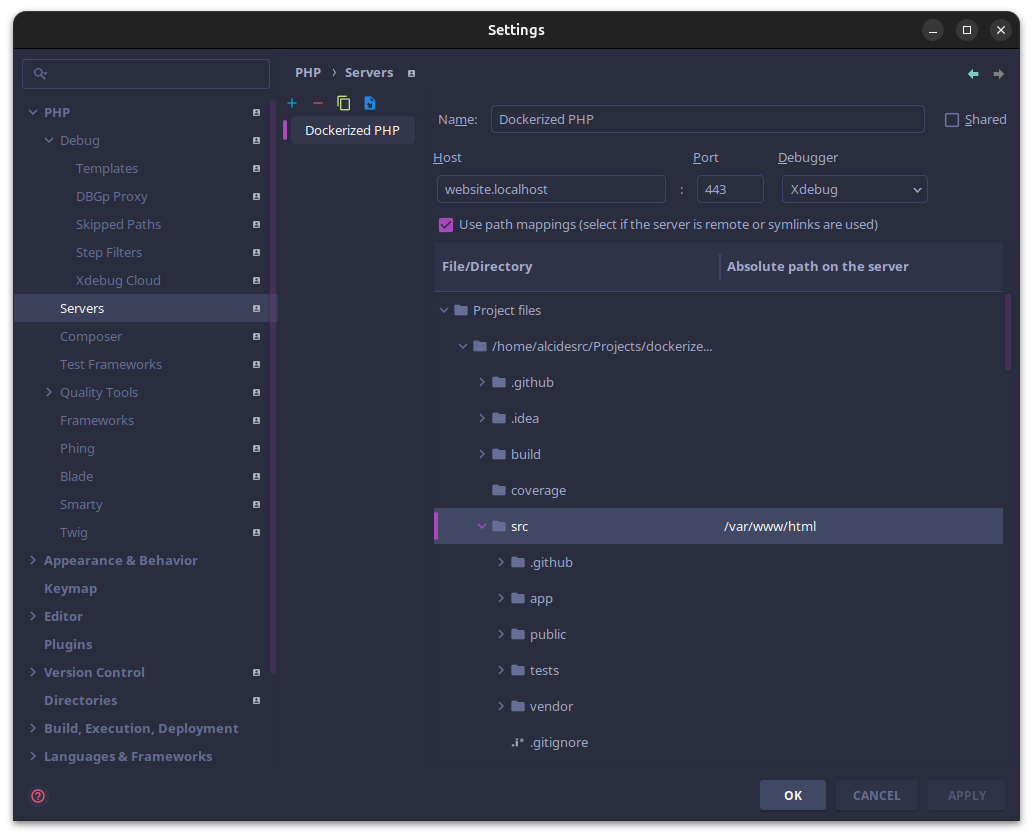 Settings
PHP › Servers
PHP
Debug
Templates
DBGp Proxy
Skipped Paths
Step Filters
Xdebug Cloud
Servers
Composer
Test Frameworks
Quality Tools
Frameworks
Phing
Blade
Smarty
Twig
Appearance & Behavior
Keymap
Editor
Plugins
Version Control
Directories
Build, Execution, Deployment
Languages & Frameworks
Dockerized PHP
Name: Dockerized PHP Shared
Host Port Debugger
website.localhost : 443 Xdebug
Use path mappings (select if the server is remote or symlinks are used)
File/Directory Absolute path on the server
Project files
/home/alcidesrc/Projects/dockerize...
.github
.idea
build
coverage
src /var/www/html
.github
app
public
tests
vendor
.gitignore
OK CANCEL APPLY